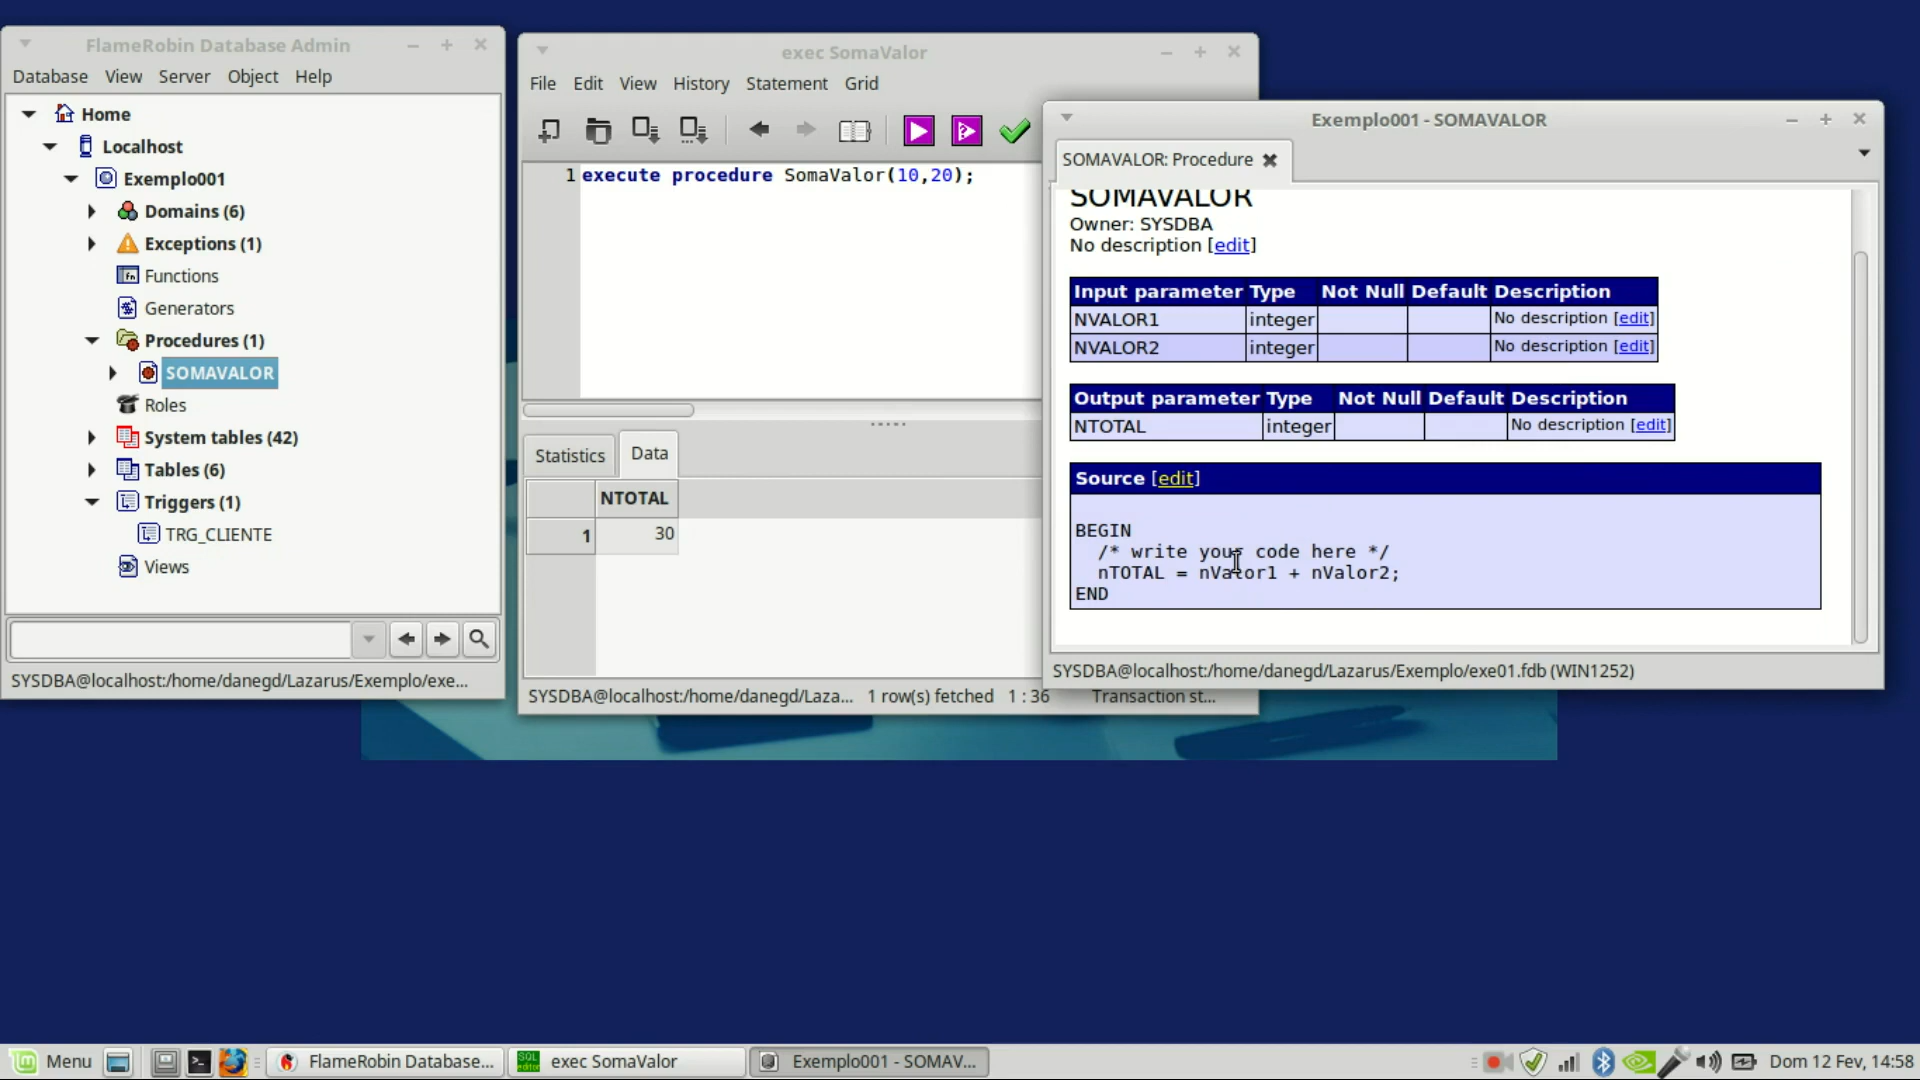 FlameRobin Database Admin
Database View Server Object Help
Home
Localhost
Exemplo001
Domains (6)
Exceptions (1)
Functions
Generators
Procedures (1)
SOMAVALOR
Roles
System tables (42)
Tables (6)
Triggers (1)
TRG_CLIENTE
Views
SYSDBA@localhost:/home/danegd/Lazarus/Exemplo/exe...
exec SomaValor
File Edit View History Statement Grid
1 execute procedure SomaValor(10,20);
Statistics Data
NTOTAL
1 30
SYSDBA@localhost:/home/danegd/Laza... 1 row(s) fetched 1 : 36 Transaction st...
Exemplo001 - SOMAVALOR
SOMAVALOR: Procedure
SOMAVALOR
Owner: SYSDBA
No description [edit]
Input parameter Type Not Null Default Description
NVALOR1 integer No description [edit]
NVALOR2 integer No description [edit]
Output parameter Type Not Null Default Description
NTOTAL integer No description [edit]
Source [edit]
BEGIN
/* write your code here */
nTOTAL = nValor1 + nValor2;
END
SYSDBA@localhost:/home/danegd/Lazarus/Exemplo/exe01.fdb (WIN1252)
Menu FlameRobin Database... exec SomaValor Exemplo001 - SOMAV... Dom 12 Fev, 14:58